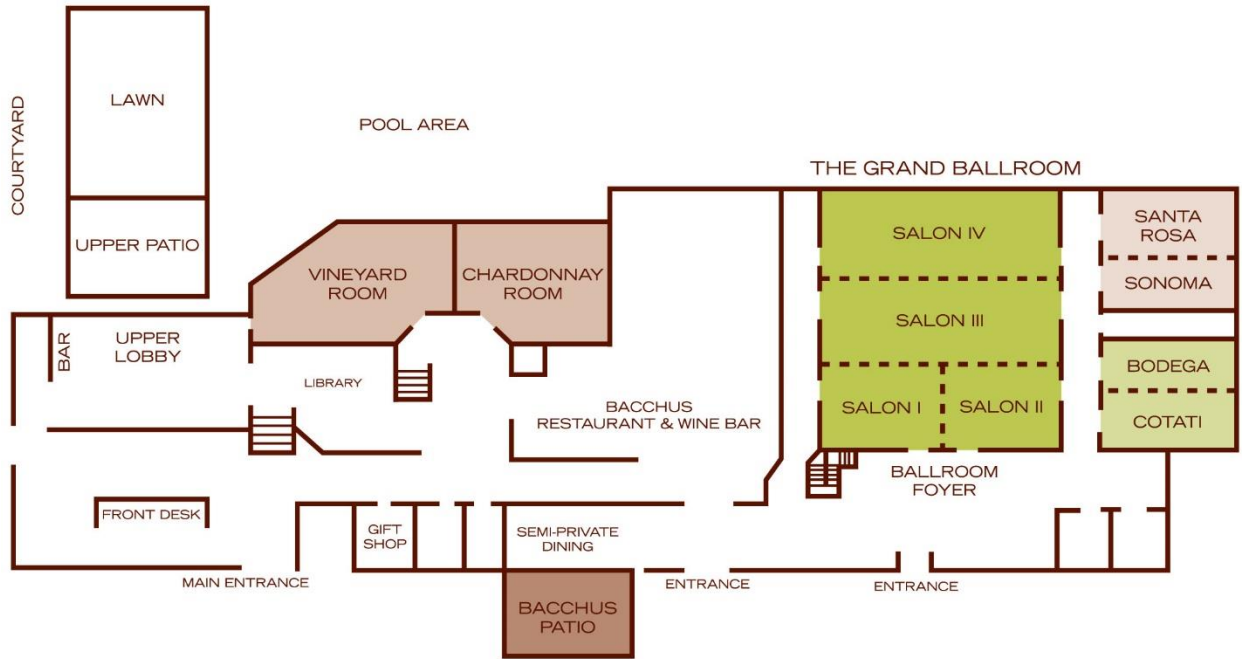 COURTYARD
LAWN
UPPER PATIO
POOL AREA
THE GRAND BALLROOM
VINEYARD
ROOM
CHARDONNAY
ROOM
SALON IV
SALON III
SALON I
SALON II
SANTA
ROSA
SONOMA
BODEGA
COTATI
BAR
UPPER
LOBBY
LIBRARY
BACCHUS
RESTAURANT & WINE BAR
BALLROOM
FOYER
FRONT DESK
GIFT
SHOP
SEMI-PRIVATE
DINING
MAIN ENTRANCE
BACCHUS
PATIO
ENTRANCE
ENTRANCE